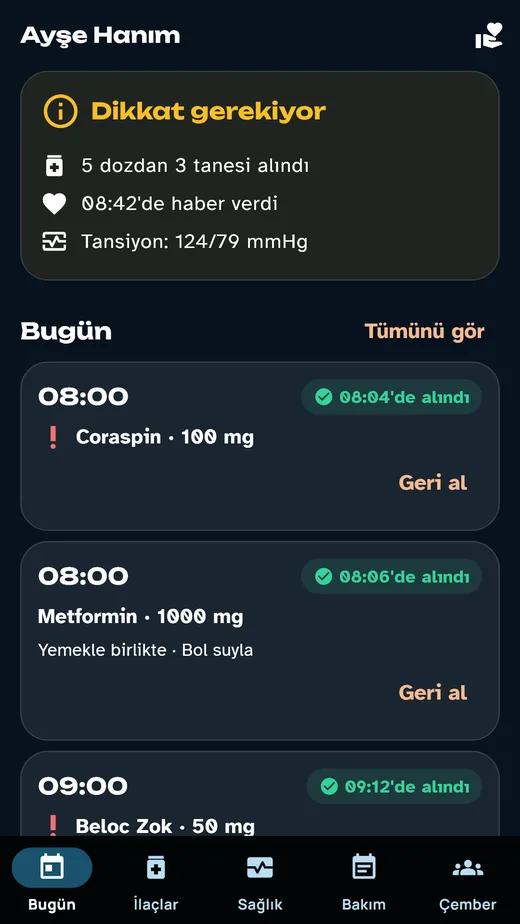 Ayşe Hanım
Dikkat gerekiyor
5 dozdan 3 tanesi alındı
08:42'de haber verdi
Tansiyon: 124/79 mmHg
Bugün
Tümünü gör
08:00
08:04'de alındı
❗ Coraspin · 100 mg
Geri al
08:00
08:06'de alındı
Metformin · 1000 mg
Yemekle birlikte · Bol suyla
Geri al
09:00
09:12'de alındı
❗ Beloc Zok · 50 mg
Bugün
İlaçlar
Sağlık
Bakım
Çember